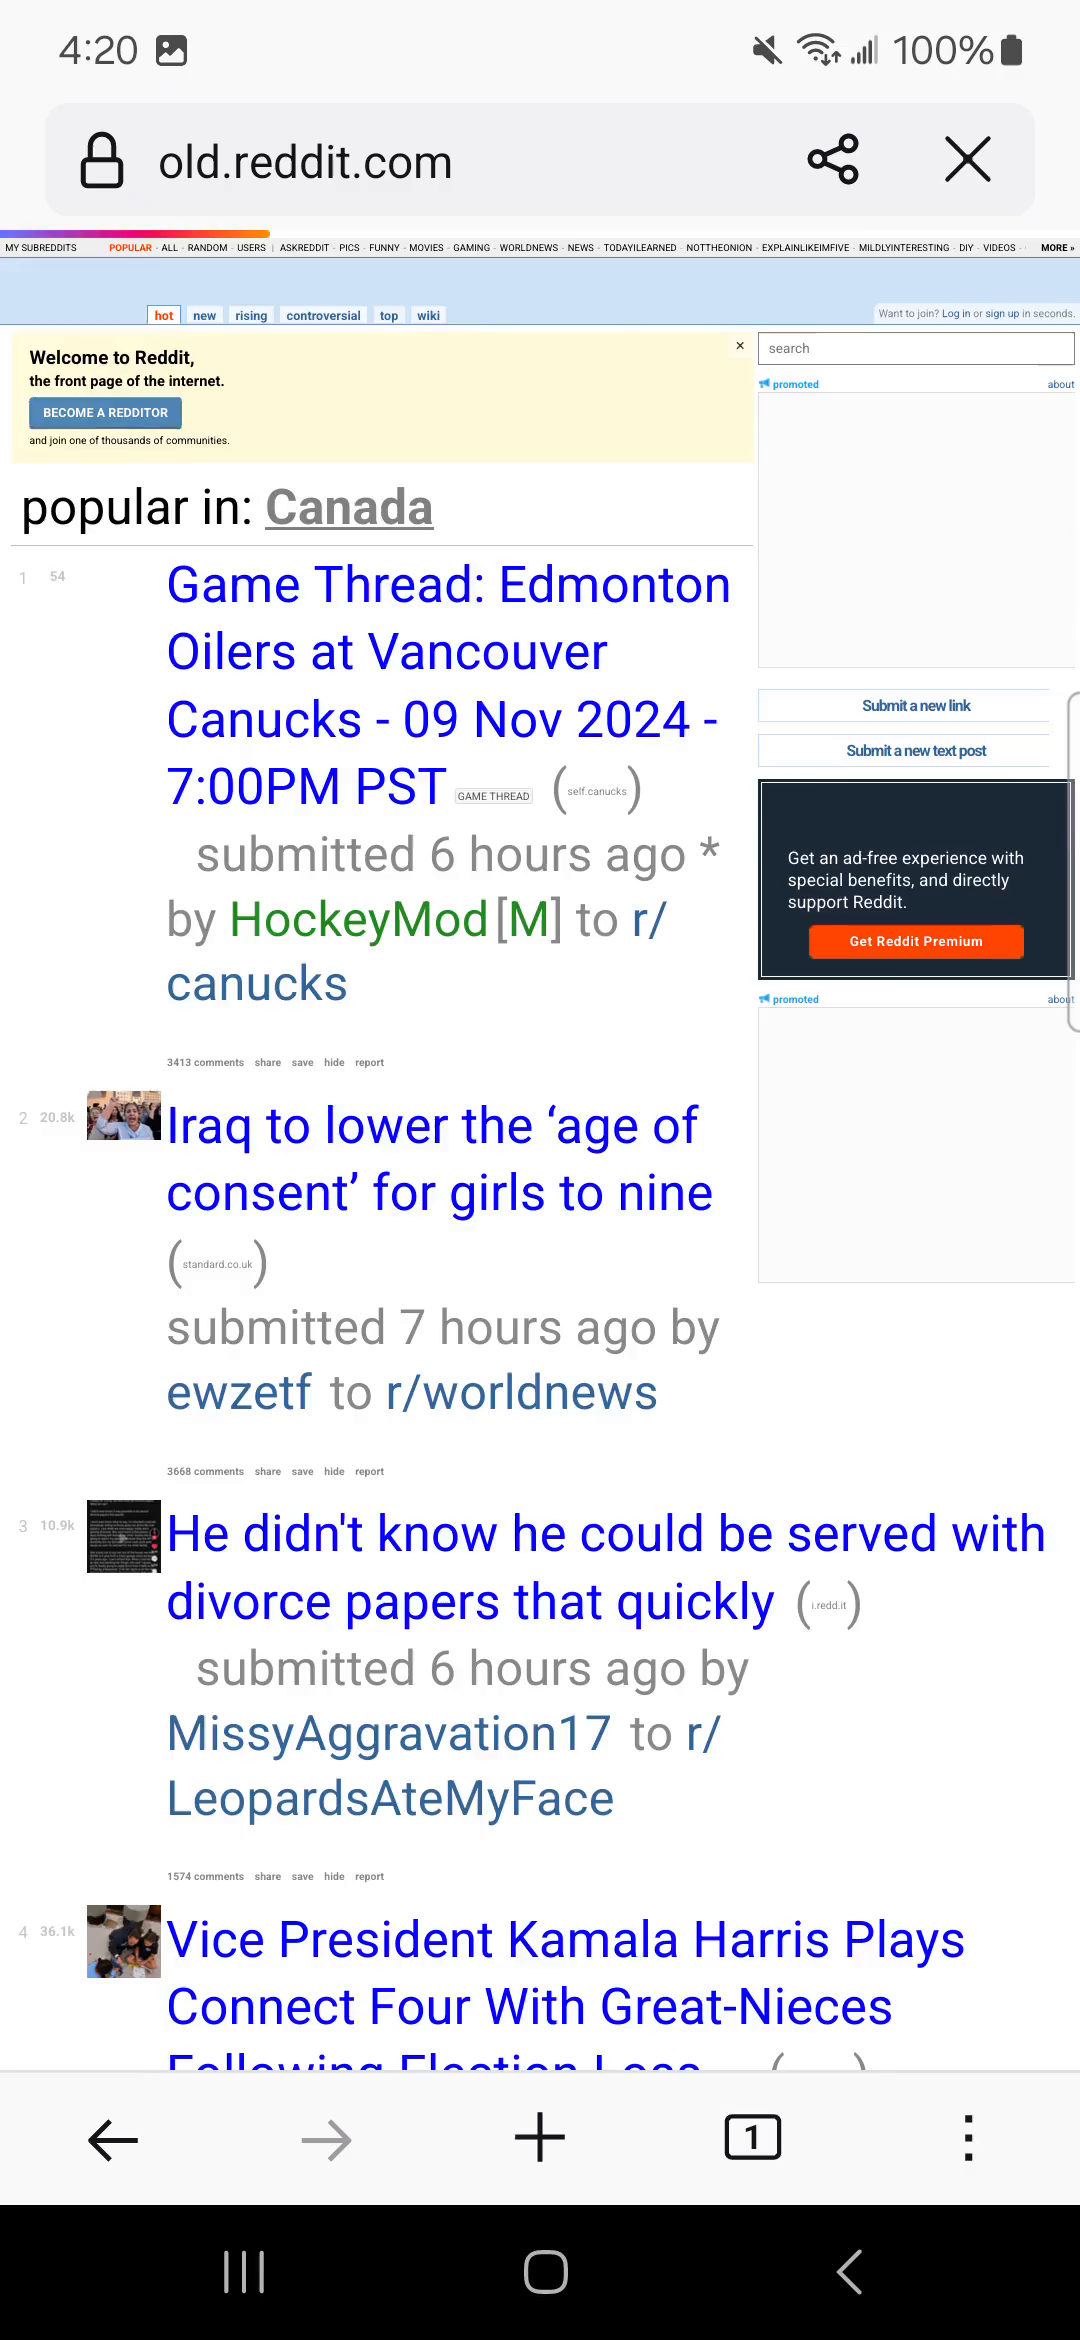 4:20
100%
old.reddit.com
MY SUBREDDITS POPULAR - ALL - RANDOM - USERS | ASKREDDIT - PICS - FUNNY - MOVIES - GAMING - WORLDNEWS - NEWS - TODAYILEARNED - NOTTHEONION - EXPLAINLIKEIMFIVE - MILDLYINTERESTING - DIY - VIDEOS - MORE »
hot new rising controversial top wiki
Want to join? Log in or sign up in seconds.
Welcome to Reddit,
the front page of the internet.
BECOME A REDDITOR
and join one of thousands of communities.
×
search
promoted about
popular in: Canada
1 54
Game Thread: Edmonton
Oilers at Vancouver
Canucks - 09 Nov 2024 -
7:00PM PST GAME THREAD (self.canucks)
submitted 6 hours ago *
by HockeyMod[M] to r/
canucks
3413 comments share save hide report
Submit a new link
Submit a new text post
Get an ad-free experience with
special benefits, and directly
support Reddit.
Get Reddit Premium
promoted about
2 20.8k
Iraq to lower the ‘age of
consent’ for girls to nine
(standard.co.uk)
submitted 7 hours ago by
ewzetf to r/worldnews
3668 comments share save hide report
3 10.9k
He didn't know he could be served with
divorce papers that quickly (i.redd.it)
submitted 6 hours ago by
MissyAggravation17 to r/
LeopardsAteMyFace
1574 comments share save hide report
4 36.1k
Vice President Kamala Harris Plays
Connect Four With Great-Nieces
Following Election Loss
1